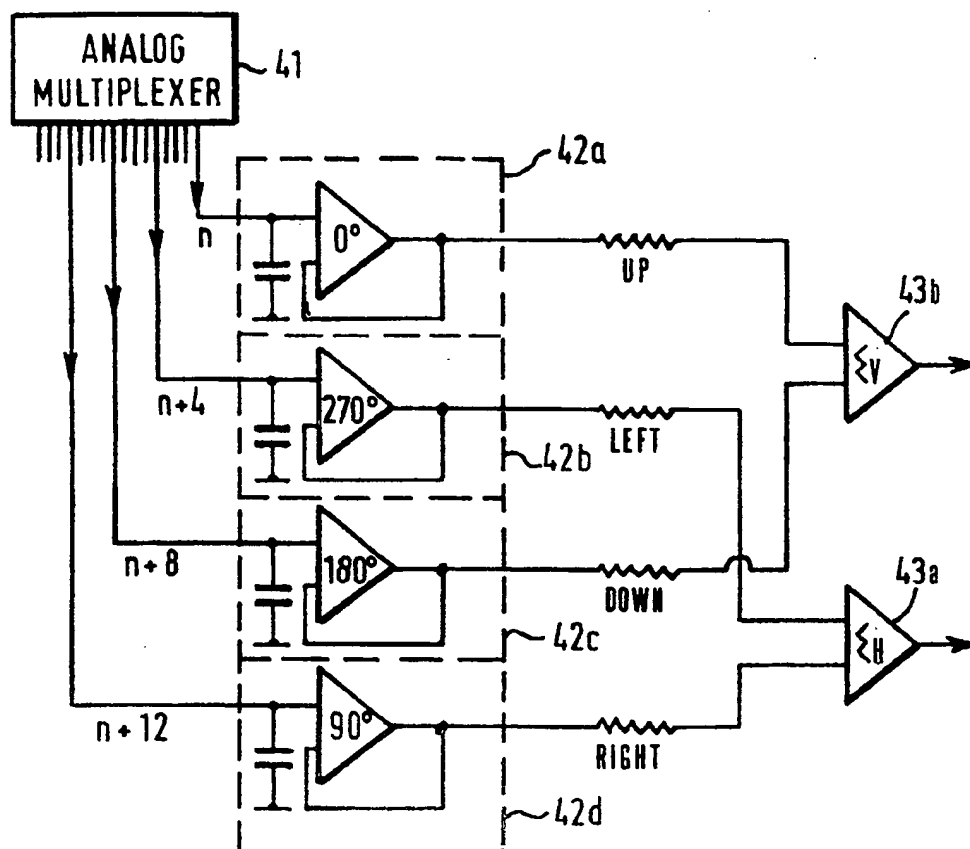 ANALOG
MULTIPLEXER
41
42a
n
0°
UP
43b
ΣV
n+4
270°
LEFT
42b
n+8
180°
DOWN
43a
ΣH
42c
n+12
90°
RIGHT
42d